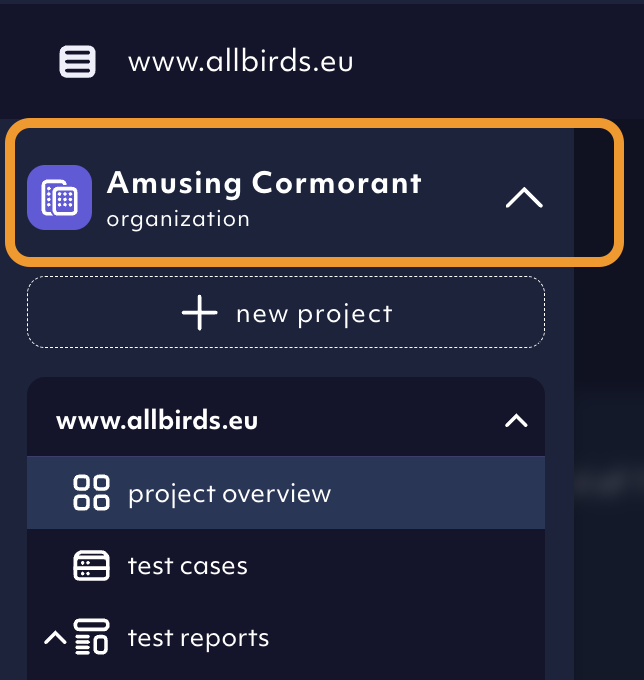 www.allbirds.eu
Amusing Cormorant
organization
new project
www.allbirds.eu
project overview
test cases
test reports